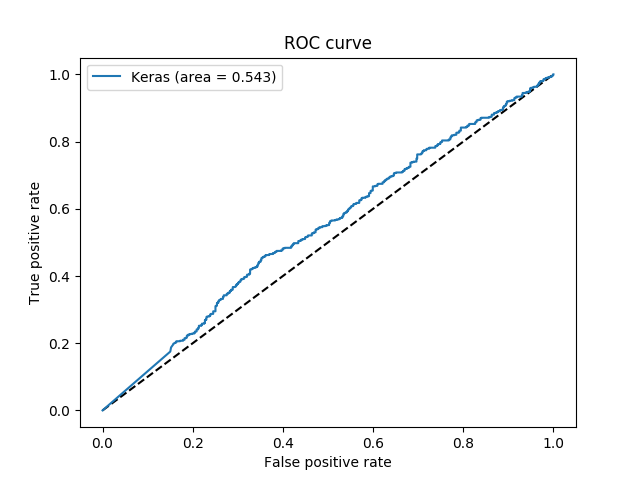 ROC curve
Keras (area = 0.543)
1.0
0.8
0.6
0.4
0.2
0.0
True positive rate
0.0 0.2 0.4 0.6 0.8 1.0
False positive rate